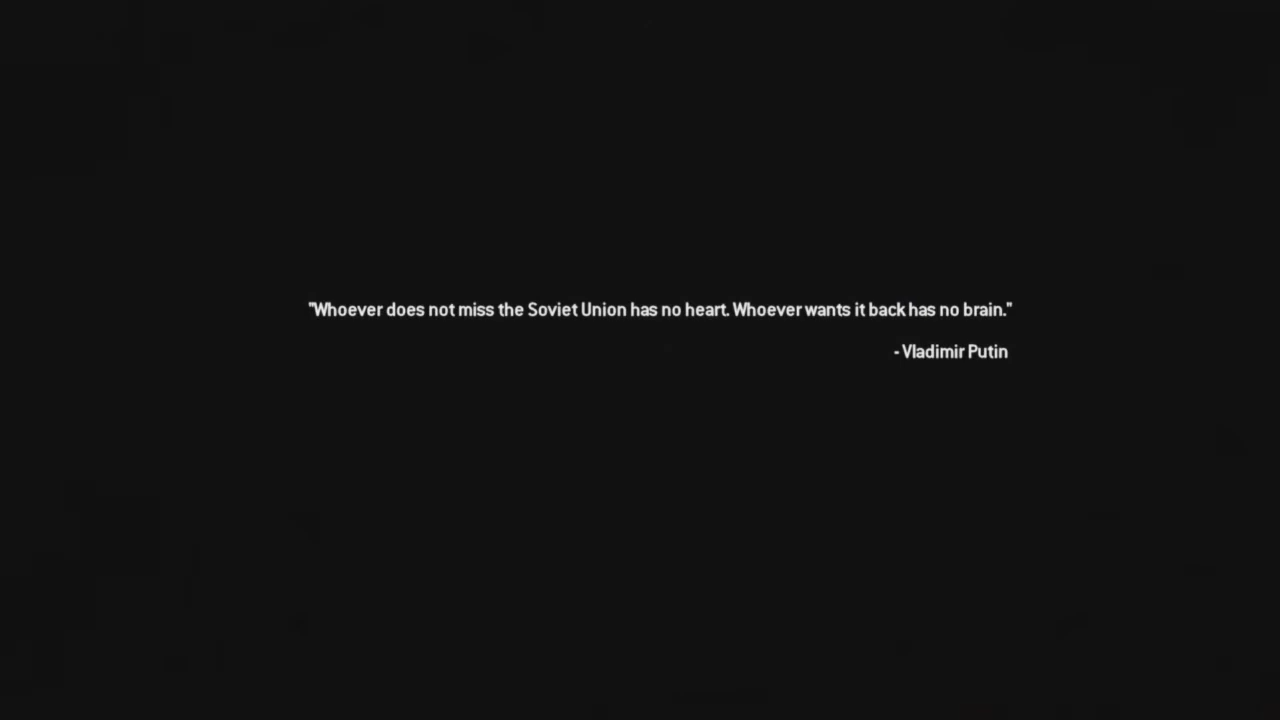 "Whoever does not miss the Soviet Union has no heart. Whoever wants it back has no brain."
- Vladimir Putin